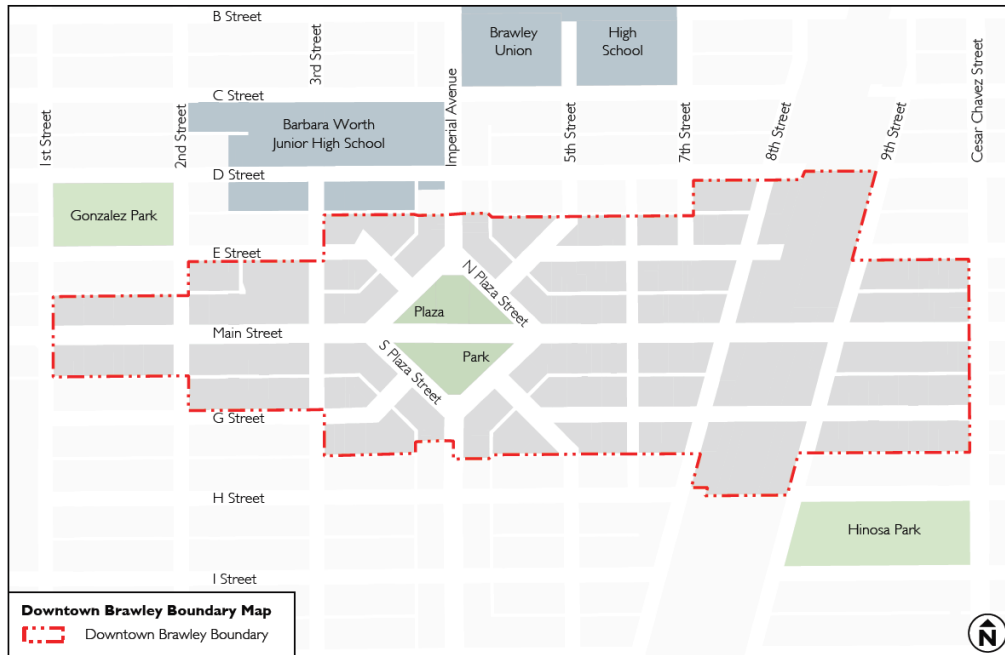 B Street
Brawley
Union
High
School
3rd Street
Imperial Avenue
C Street
Barbara Worth
Junior High School
1st Street
2nd Street
5th Street
7th Street
8th Street
9th Street
Cesar Chavez Street
D Street
Gonzalez Park
E Street
N Plaza Street
Plaza
Main Street
Park
S Plaza Street
G Street
H Street
Hinosa Park
I Street
Downtown Brawley Boundary Map
Downtown Brawley Boundary
N